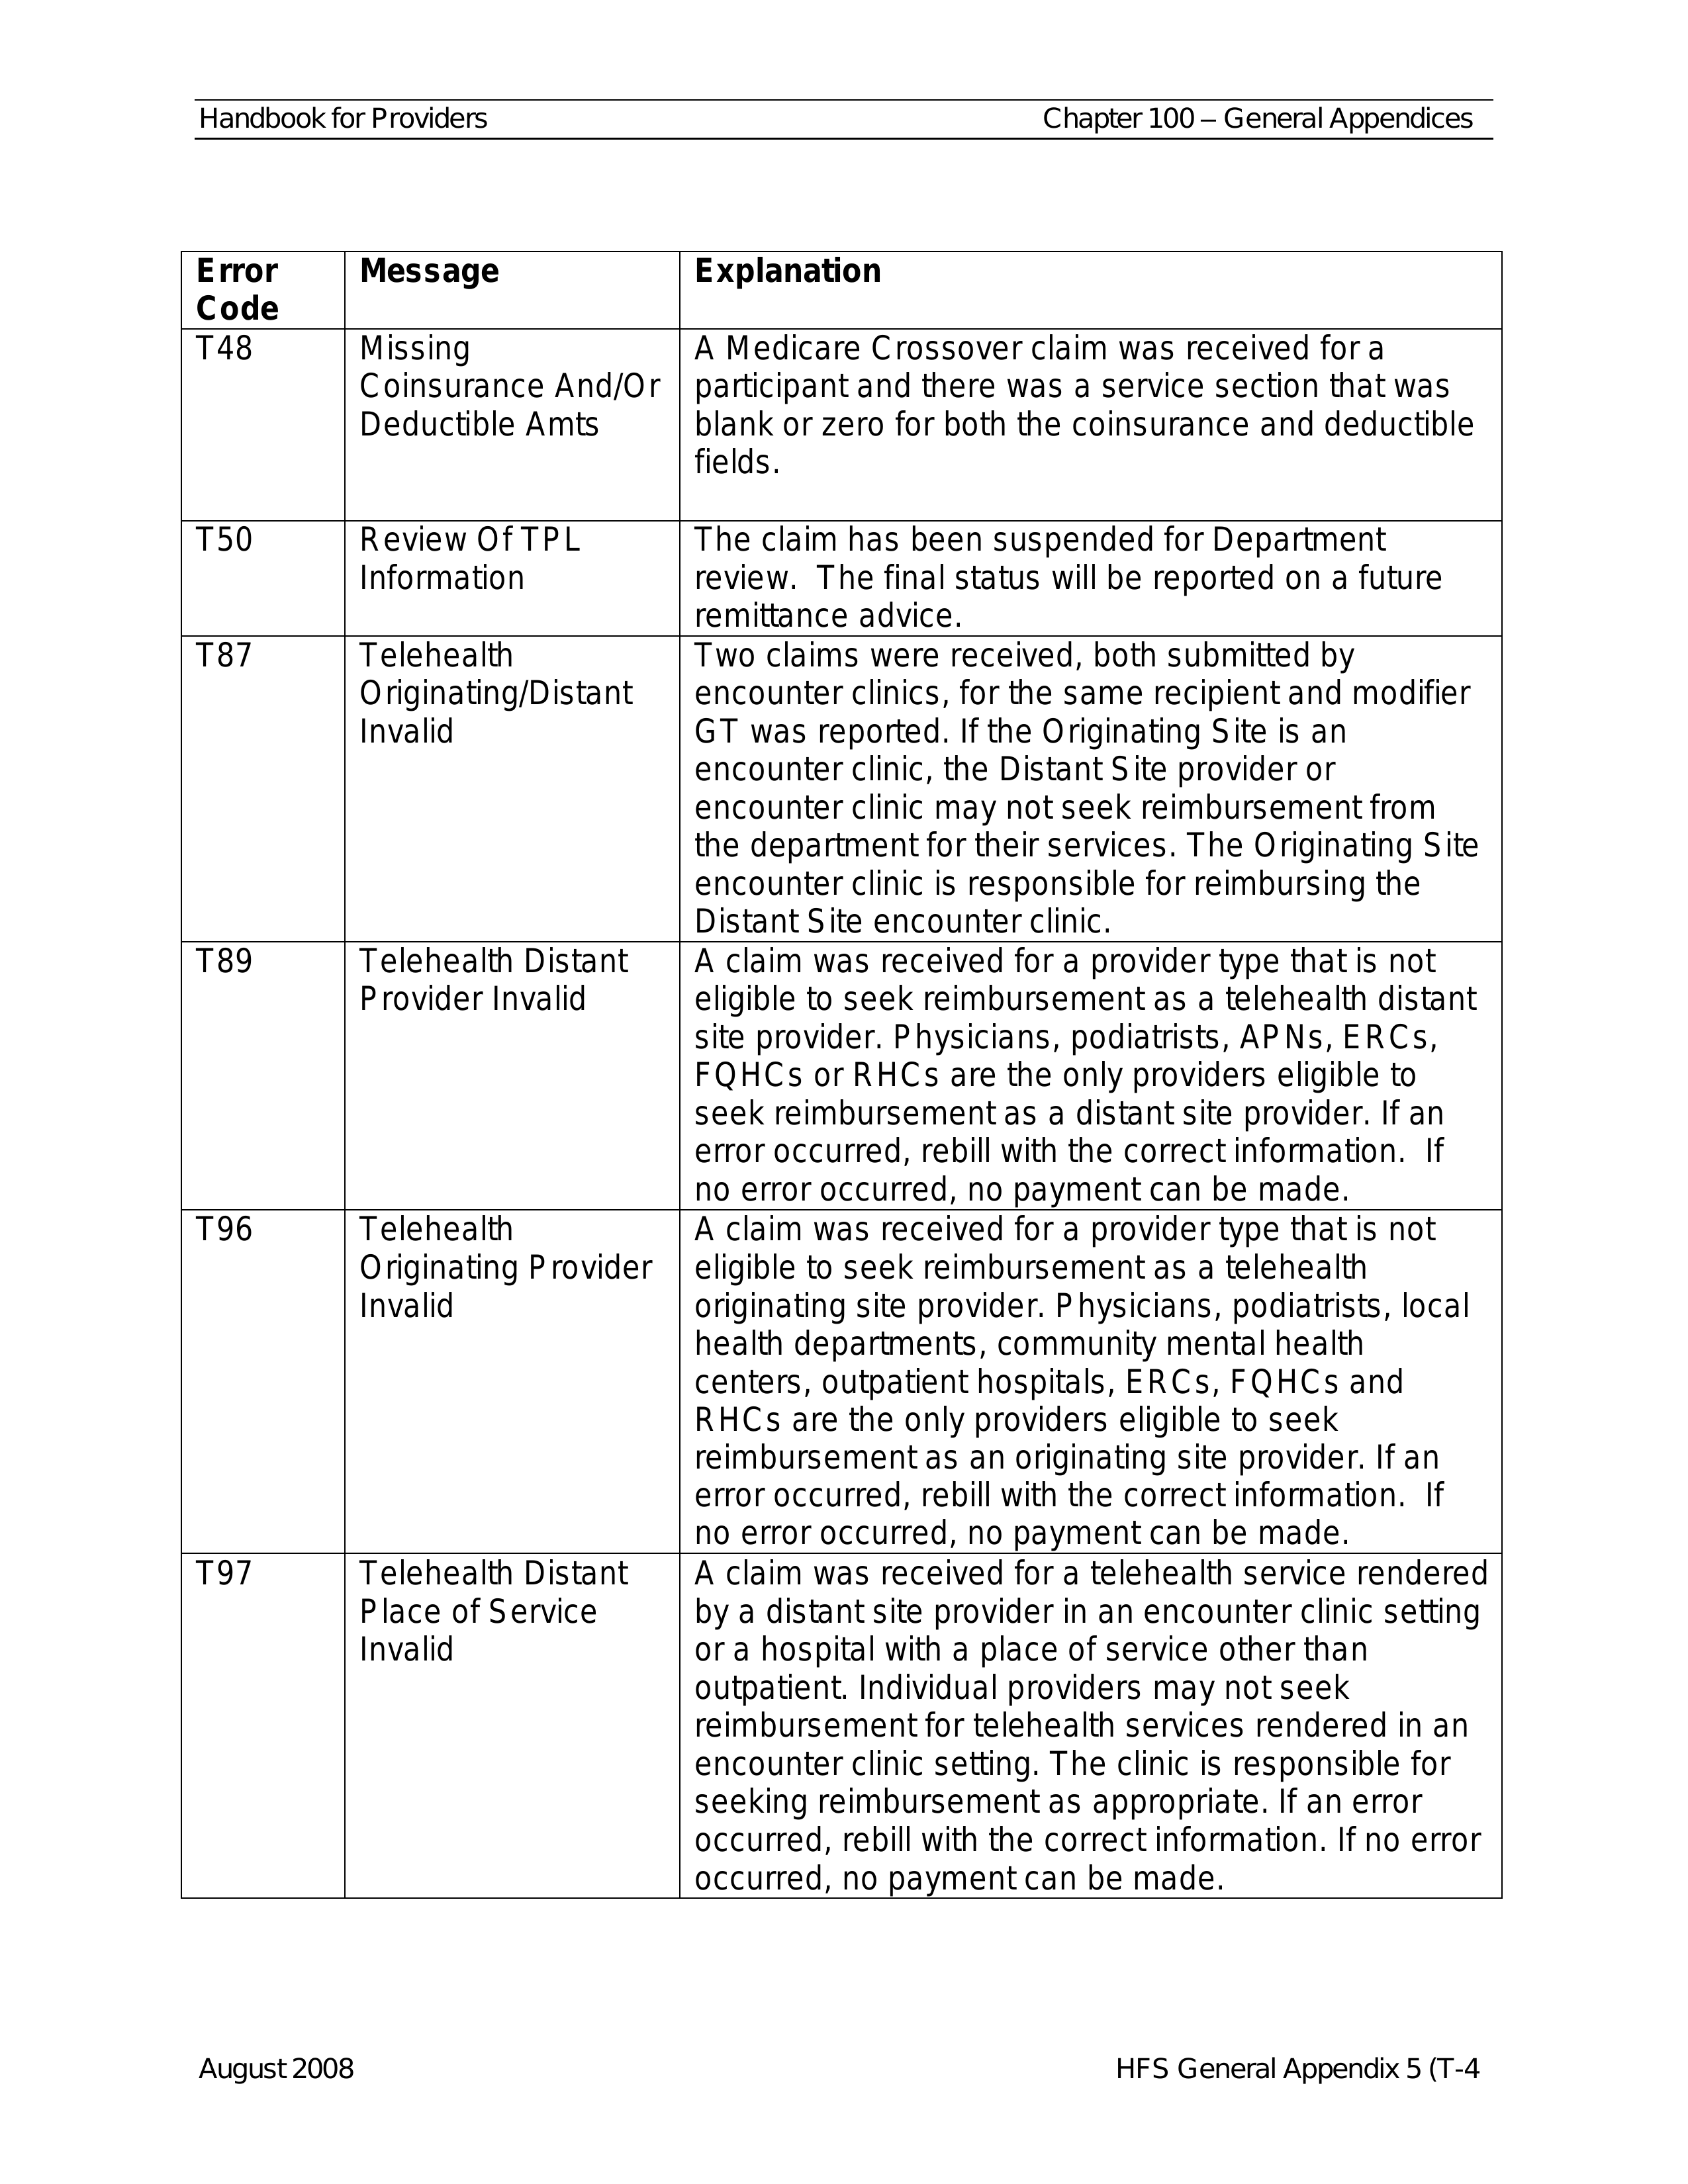 Handbook for Providers
Chapter 100 – General Appendices
Error
Code
Message
Explanation
T48
Missing
Coinsurance And/Or
Deductible Amts
A Medicare Crossover claim was received for a
participant and there was a service section that was
blank or zero for both the coinsurance and deductible
fields.
T50
Review Of TPL
Information
The claim has been suspended for Department
review.  The final status will be reported on a future
remittance advice.
T87
Telehealth
Originating/Distant
Invalid
Two claims were received, both submitted by
encounter clinics, for the same recipient and modifier
GT was reported. If the Originating Site is an
encounter clinic, the Distant Site provider or
encounter clinic may not seek reimbursement from
the department for their services. The Originating Site
encounter clinic is responsible for reimbursing the
Distant Site encounter clinic.
T89
Telehealth Distant
Provider Invalid
A claim was received for a provider type that is not
eligible to seek reimbursement as a telehealth distant
site provider. Physicians, podiatrists, APNs, ERCs,
FQHCs or RHCs are the only providers eligible to
seek reimbursement as a distant site provider. If an
error occurred, rebill with the correct information.  If
no error occurred, no payment can be made.
T96
Telehealth
Originating Provider
Invalid
A claim was received for a provider type that is not
eligible to seek reimbursement as a telehealth
originating site provider. Physicians, podiatrists, local
health departments, community mental health
centers, outpatient hospitals, ERCs, FQHCs and
RHCs are the only providers eligible to seek
reimbursement as an originating site provider. If an
error occurred, rebill with the correct information.  If
no error occurred, no payment can be made.
T97
Telehealth Distant
Place of Service
Invalid
A claim was received for a telehealth service rendered
by a distant site provider in an encounter clinic setting
or a hospital with a place of service other than
outpatient. Individual providers may not seek
reimbursement for telehealth services rendered in an
encounter clinic setting. The clinic is responsible for
seeking reimbursement as appropriate. If an error
occurred, rebill with the correct information. If no error
occurred, no payment can be made.
August 2008
HFS General Appendix 5 (T-4